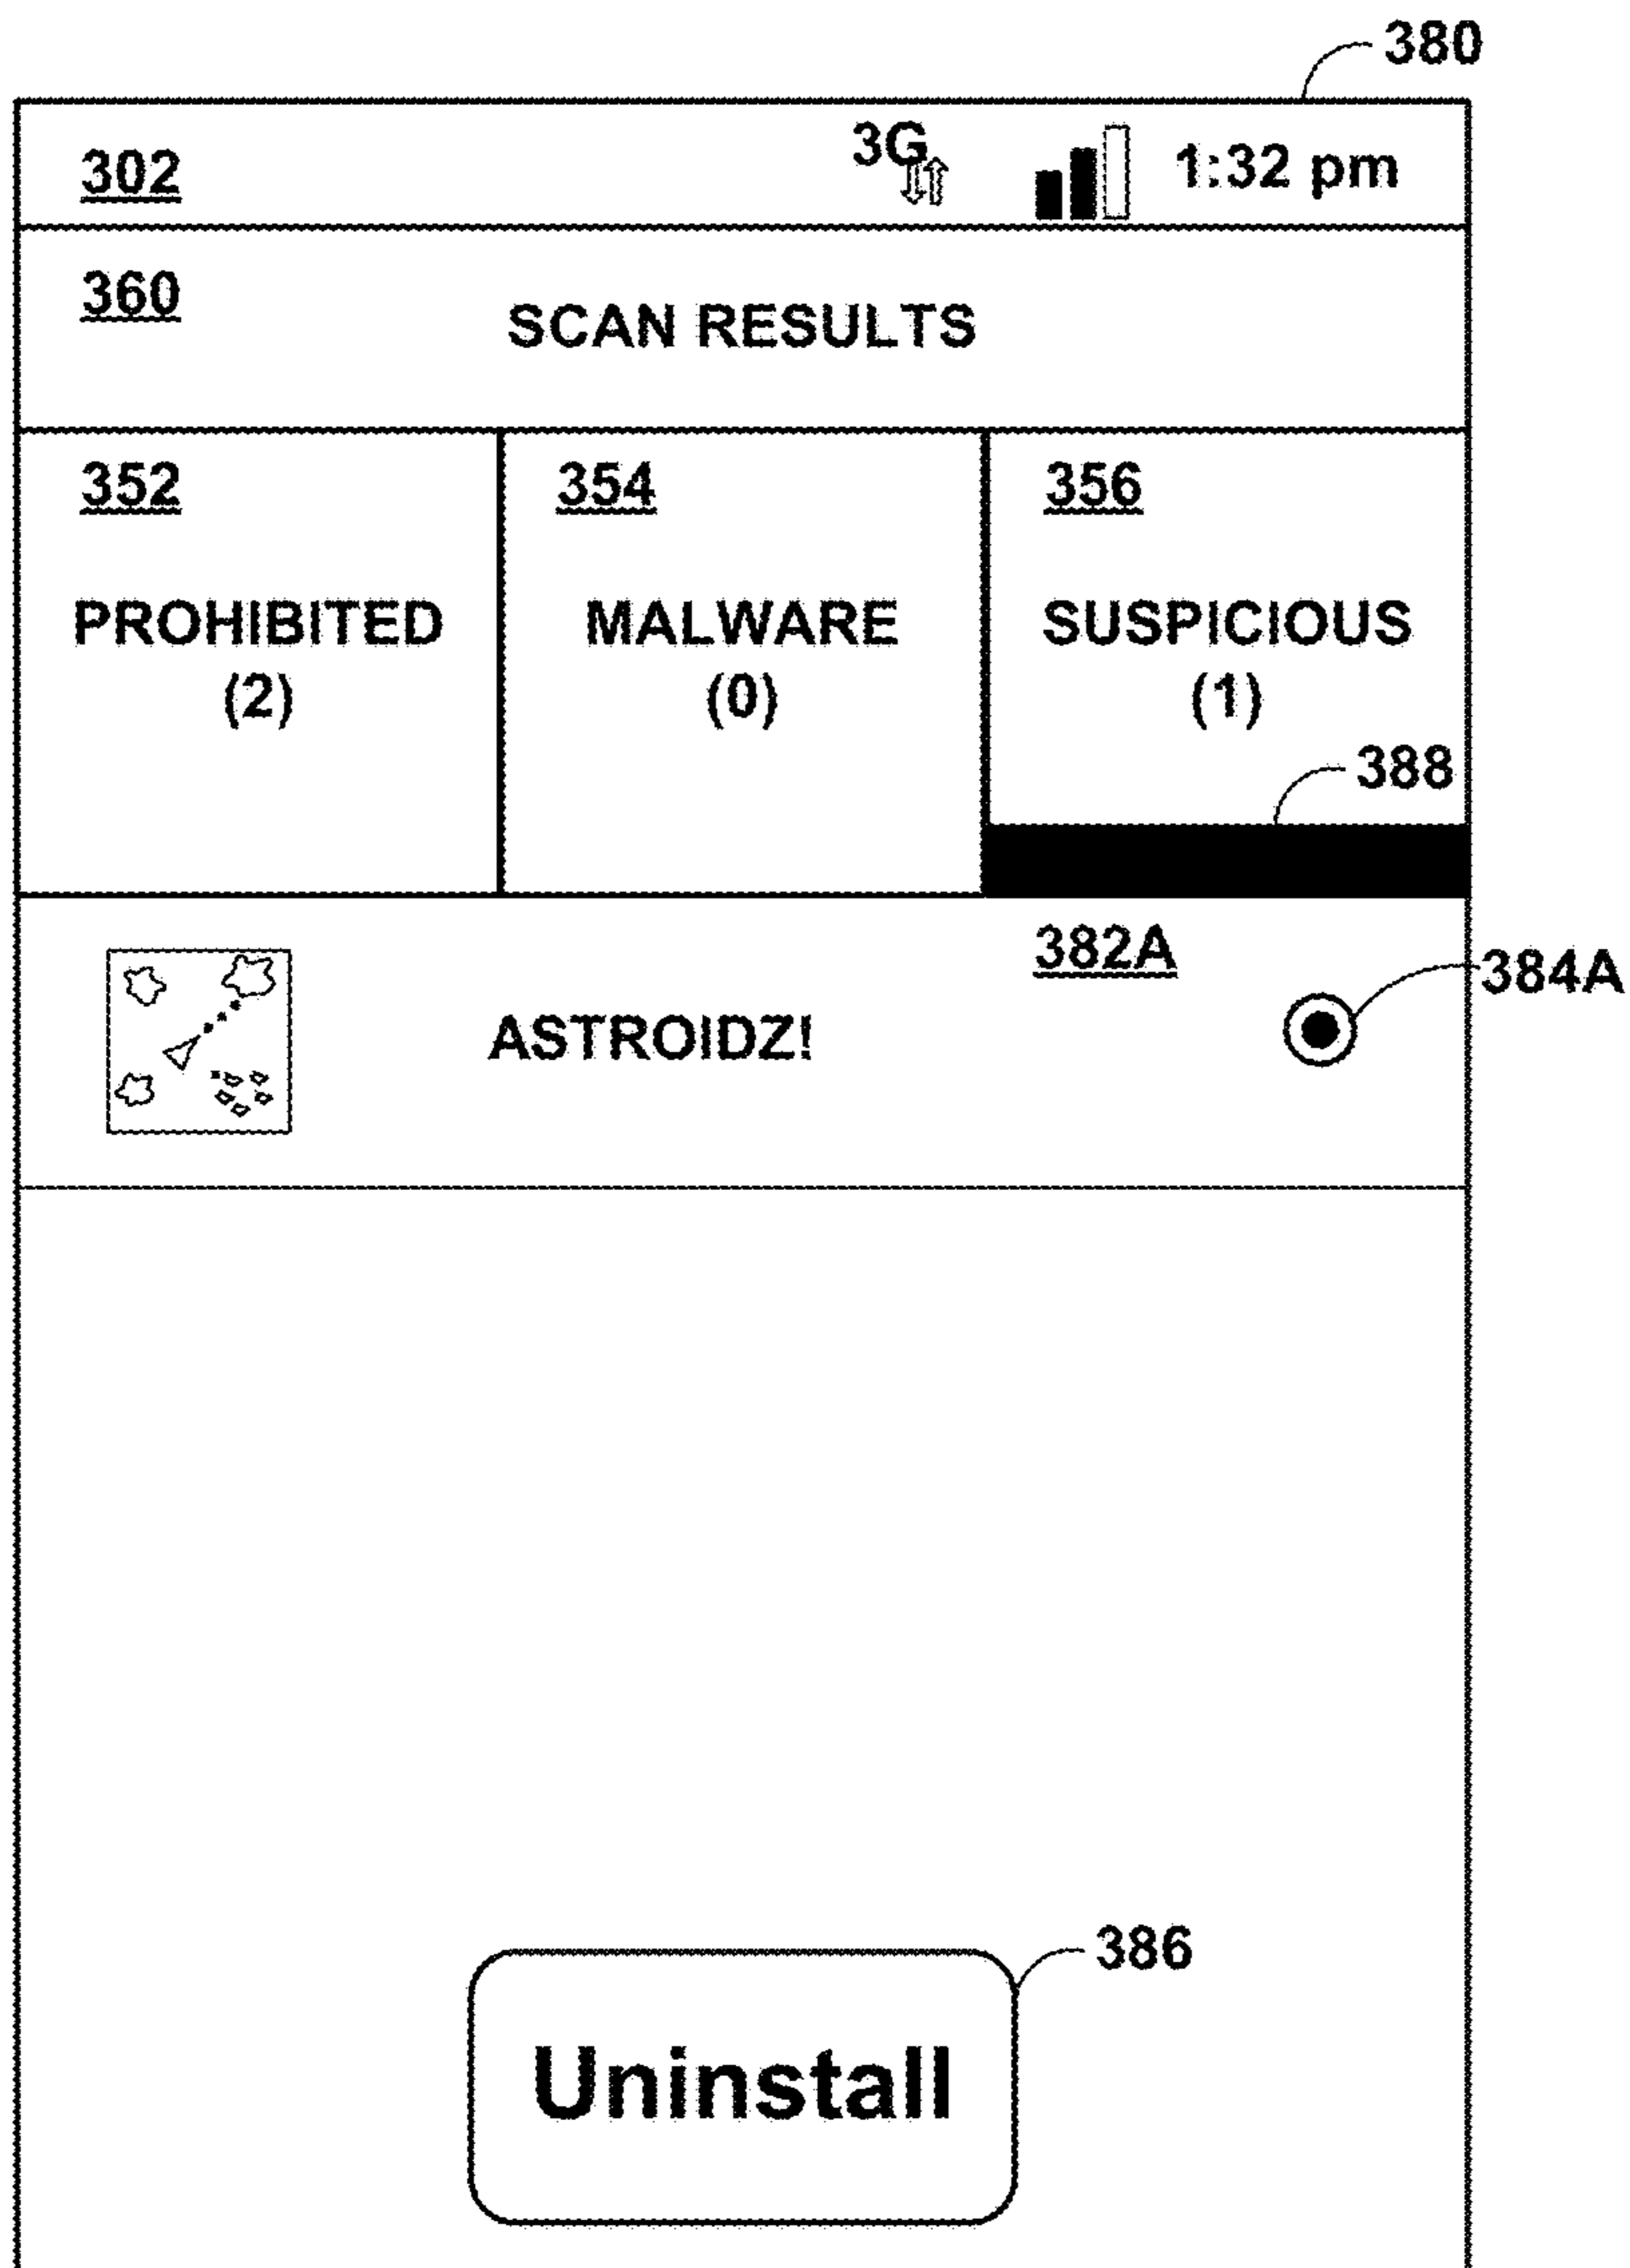 380
302 3G 1:32 pm
360
SCAN RESULTS
352 354 356
PROHIBITED MALWARE SUSPICIOUS
(2) (0) (1)
388
382A
384A
ASTROIDZ!
386
Uninstall